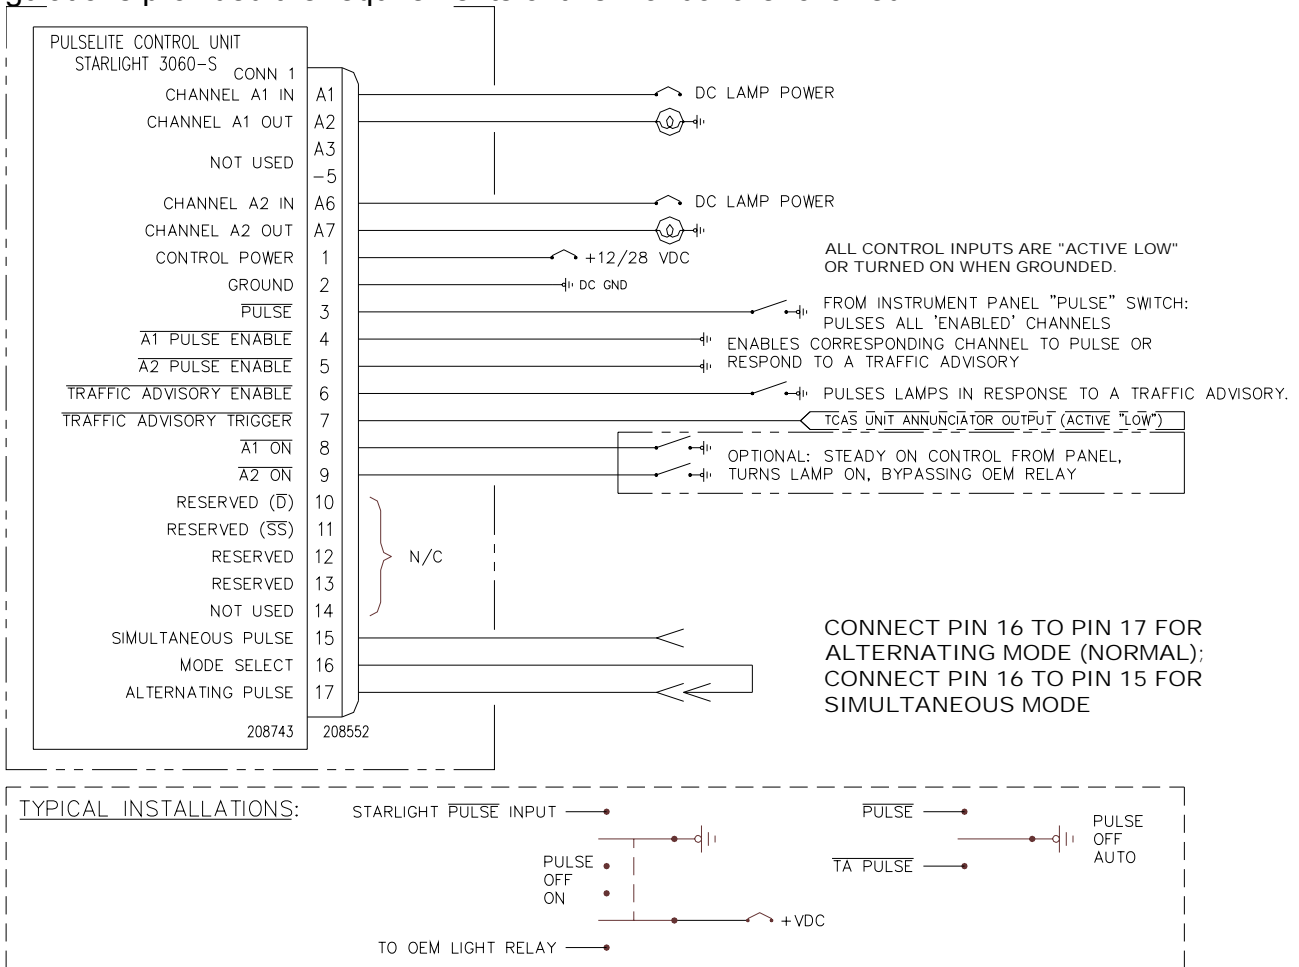 PULSELITE CONTROL UNIT
STARLIGHT 3060-S
CONN 1
CHANNEL A1 IN A1 DC LAMP POWER
CHANNEL A1 OUT A2
NOT USED A3
-5
CHANNEL A2 IN A6 DC LAMP POWER
CHANNEL A2 OUT A7
CONTROL POWER 1 +12/28 VDC
GROUND 2 DC GND
ALL CONTROL INPUTS ARE "ACTIVE LOW"
OR TURNED ON WHEN GROUNDED.
PULSE 3 FROM INSTRUMENT PANEL "PULSE" SWITCH:
PULSES ALL 'ENABLED' CHANNELS
A1 PULSE ENABLE 4 ENABLES CORRESPONDING CHANNEL TO PULSE OR
A2 PULSE ENABLE 5 RESPOND TO A TRAFFIC ADVISORY
TRAFFIC ADVISORY ENABLE 6 PULSES LAMPS IN RESPONSE TO A TRAFFIC ADVISORY.
TRAFFIC ADVISORY TRIGGER 7 TCAS UNIT ANNUNCIATOR OUTPUT (ACTIVE "LOW")
A1 ON 8 OPTIONAL: STEADY ON CONTROL FROM PANEL,
A2 ON 9 TURNS LAMP ON, BYPASSING OEM RELAY
RESERVED (D) 10
RESERVED (SS) 11
RESERVED 12 N/C
RESERVED 13
NOT USED 14
SIMULTANEOUS PULSE 15
MODE SELECT 16
ALTERNATING PULSE 17
CONNECT PIN 16 TO PIN 17 FOR
ALTERNATING MODE (NORMAL);
CONNECT PIN 16 TO PIN 15 FOR
SIMULTANEOUS MODE
208743 208552
TYPICAL INSTALLATIONS:
STARLIGHT PULSE INPUT
PULSE
OFF
ON
+VDC
TO OEM LIGHT RELAY
PULSE
TA PULSE
PULSE
OFF
AUTO